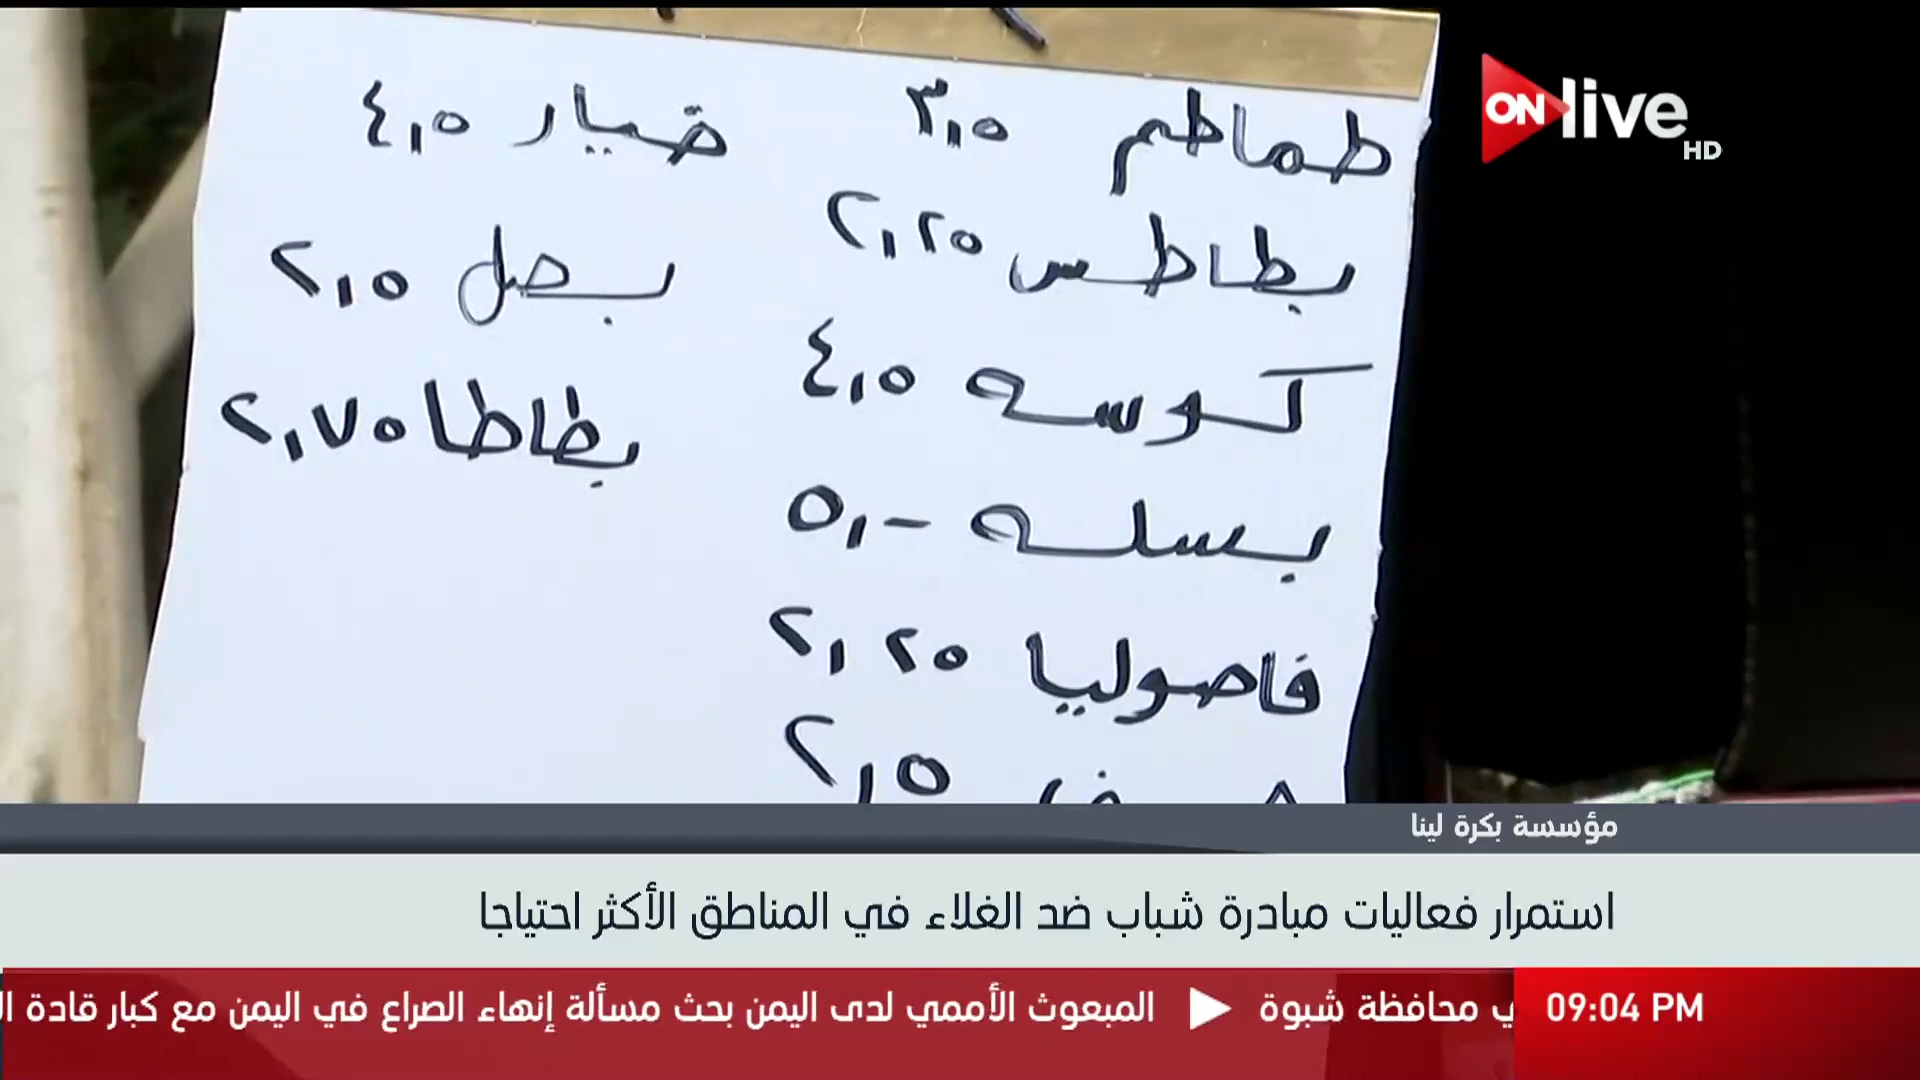 ON live
HD
طماطم ٣,٥
خيار ٤,٥
بطاطس ٢,٢٥
بصل ٢,٥
كوسه ٤,٥
بطاطا ٢,٧٥
بسله ٥,-
فاصوليا ٢,٢٥
٢,٥
مؤسسة بكرة لينا
استمرار فعاليات مبادرة شباب ضد الغلاء في المناطق الأكثر احتياجا
ي محافظة شبوة ◀ المبعوث الأممي لدى اليمن بحث مسألة إنهاء الصراع في اليمن مع كبار قادة
09:04 PM